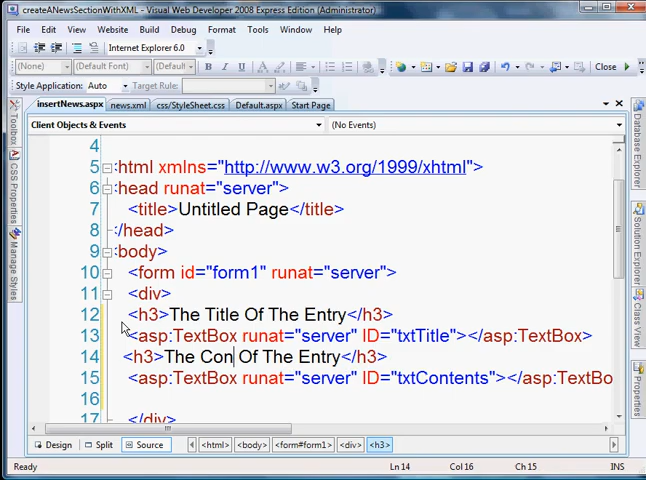 createANewsSectionWithXML - Visual Web Developer 2008 Express Edition (Administrator)
File Edit View Website Build Debug Format Tools Window Help
Internet Explorer 6.0
(None) (Default Font) (Default
Style Application: Auto Target Rule: Close
insertNews.aspx news.xml css/StyleSheet.css Default.aspx Start Page
Client Objects & Events (No Events)
Toolbox
CSS Properties
Manage Styles
Database Explorer
Solution Explorer
Properties
4
5 <html xmlns="http://www.w3.org/1999/xhtml">
6 <head runat="server">
7 <title>Untitled Page</title>
8 </head>
9 <body>
10 <form id="form1" runat="server">
11 <div>
12 <h3>The Title Of The Entry</h3>
13 <asp:TextBox runat="server" ID="txtTitle"></asp:TextBox>
14 <h3>The Con Of The Entry</h3>
15 <asp:TextBox runat="server" ID="txtContents"></asp:TextBo
16
17 </div>
Design Split Source <html> <body> <form#form1> <div> <h3>
Ready Ln 14 Col 16 Ch 15 INS